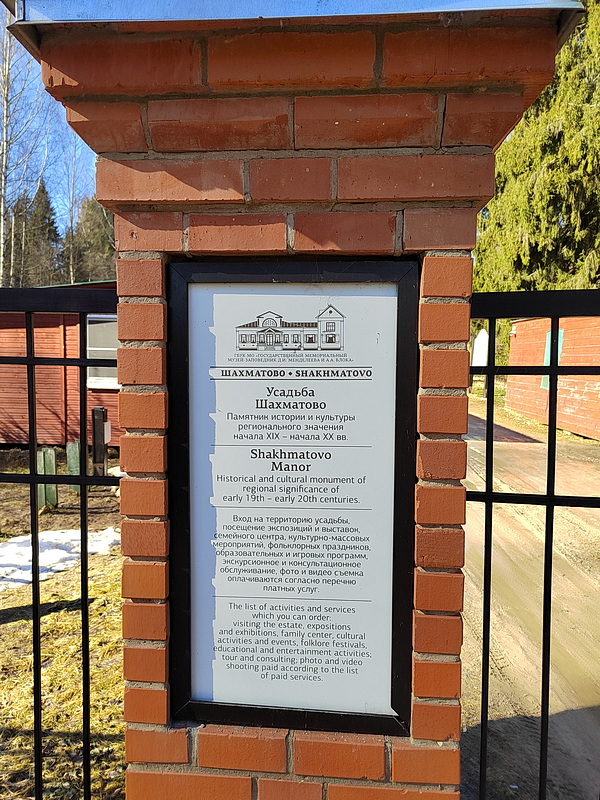 ГБУК МО «ГОСУДАРСТВЕННЫЙ МЕМОРИАЛЬНЫЙ
МУЗЕЙ-ЗАПОВЕДНИК Д.И. МЕНДЕЛЕЕВА И А.А. БЛОКА»
ШАХМАТОВО • SHAKHMATOVO
Усадьба
Шахматово
Памятник истории и культуры
регионального значения
начала XIX – начала XX вв.
Shakhmatovo
Manor
Historical and cultural monument of
regional significance of
early 19th – early 20th centuries.
Вход на территорию усадьбы,
посещение экспозиций и выставок,
семейного центра, культурно-массовых
мероприятий, фольклорных праздников,
образовательных и игровых программ,
экскурсионное и консультационное
обслуживание, фото и видео съемка
оплачиваются согласно перечню
платных услуг.
The list of activities and services
which you can order:
visiting the estate, expositions
and exhibitions, family center, cultural
activities and events, folklore festivals,
educational and entertainment activities;
tour and consulting; photo and video
shooting paid according to the list
of paid services.